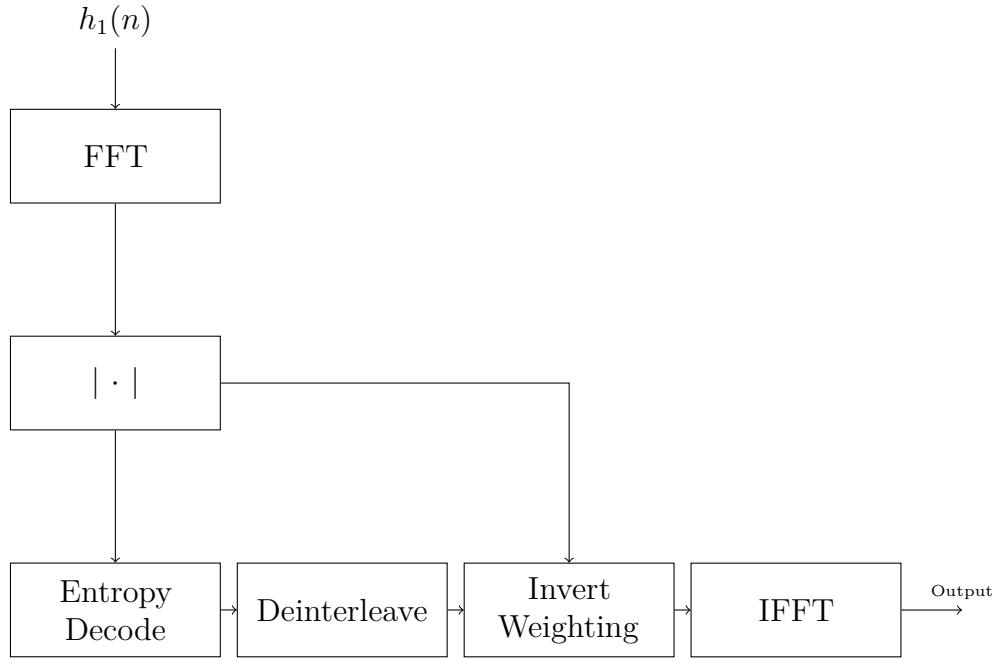 h₁(n)
FFT
| · |
Entropy
Decode
Deinterleave
Invert
Weighting
IFFT
Output